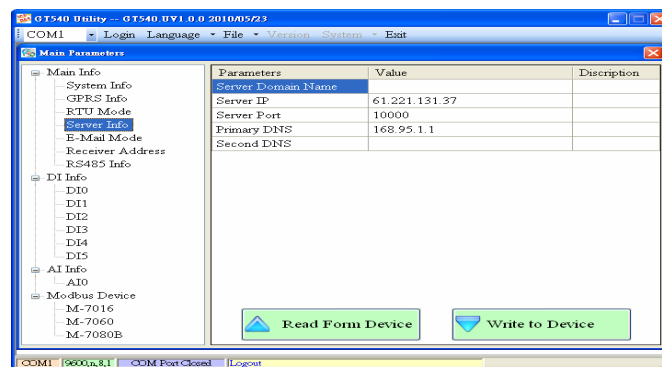 GT540 Utility -- GT540.UV1.0.0 2010/05/23
COM1 Login Language File Version System Exit
Main Parameters
Main Info
System Info
GPRS Info
RTU Mode
Server Info
E-Mail Mode
Receiver Address
RS485 Info
DI Info
DI0
DI1
DI2
DI3
DI4
DI5
AI Info
AI0
Modbus Device
M-7016
M-7060
M-7080B
Parameters Value Discription
Server Domain Name
Server IP 61.221.131.37
Server Port 10000
Primary DNS 168.95.1.1
Second DNS
Read Form Device Write to Device
COM1 9600,n,8,1 COM Port Closed Logout